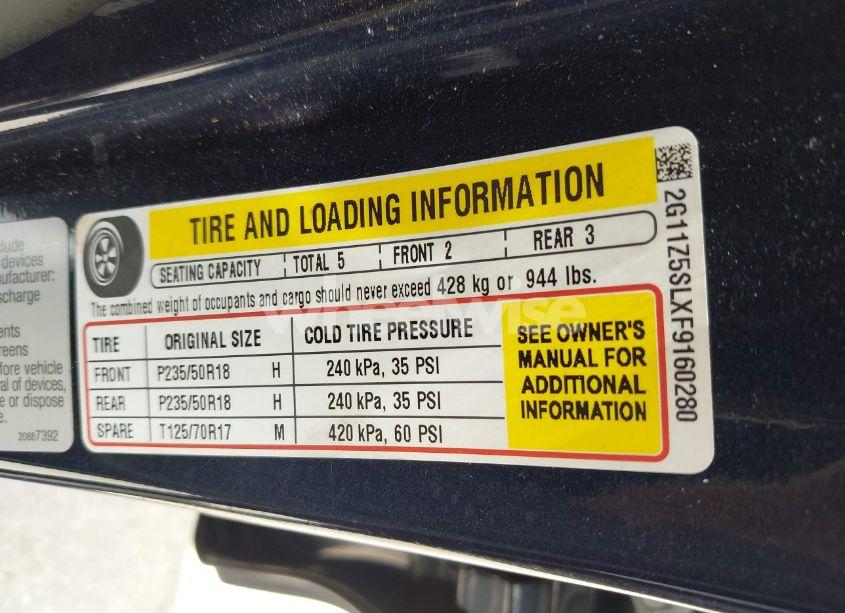 TIRE AND LOADING INFORMATION
SEATING CAPACITY TOTAL 5 FRONT 2 REAR 3
The combined weight of occupants and cargo should never exceed 428 kg or 944 lbs.
TIRE ORIGINAL SIZE COLD TIRE PRESSURE
FRONT P235/50R18 H 240 kPa, 35 PSI
REAR P235/50R18 H 240 kPa, 35 PSI
SPARE T125/70R17 M 420 kPa, 60 PSI
SEE OWNER'S
MANUAL FOR
ADDITIONAL
INFORMATION
2G11Z5SLXF9160280
devices
ufacturer:
scharge
ents
reens
efore vehicle
al of devices,
e or dispose
e.
20887392